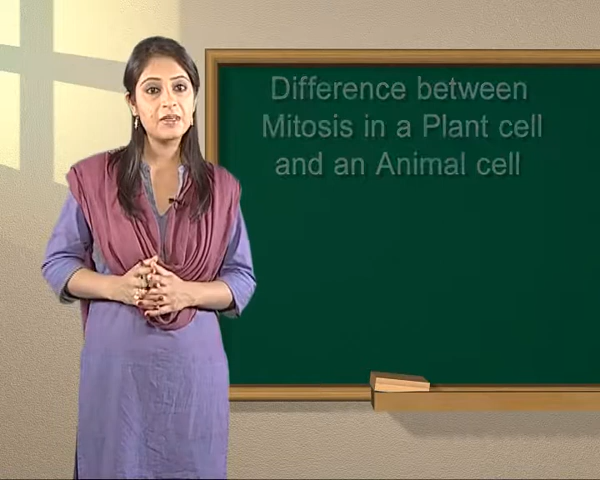 Difference between
Mitosis in a Plant cell
and an Animal cell